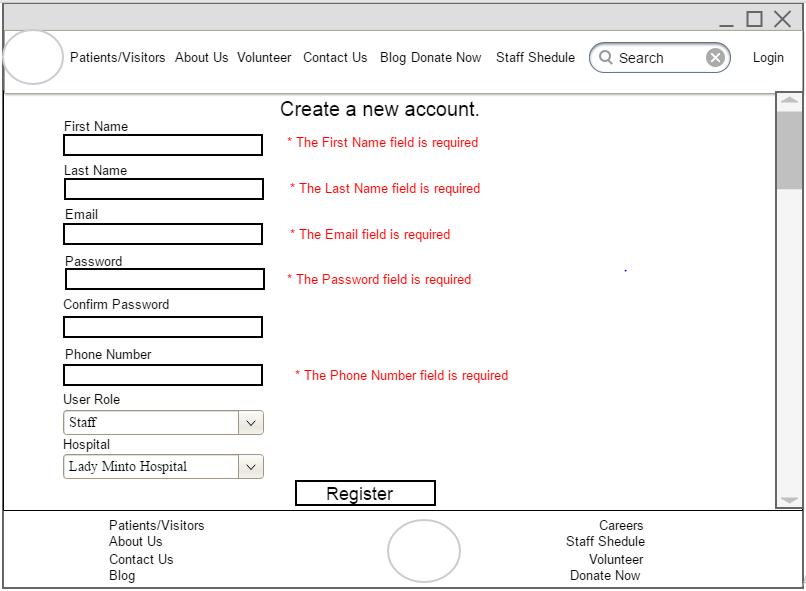 Patients/Visitors About Us Volunteer Contact Us Blog Donate Now Staff Shedule Search Login
Create a new account.
First Name
* The First Name field is required
Last Name
* The Last Name field is required
Email
* The Email field is required
Password
* The Password field is required
Confirm Password
Phone Number
* The Phone Number field is required
User Role
Staff
Hospital
Lady Minto Hospital
Register
Patients/Visitors
About Us
Contact Us
Blog
Careers
Staff Shedule
Volunteer
Donate Now